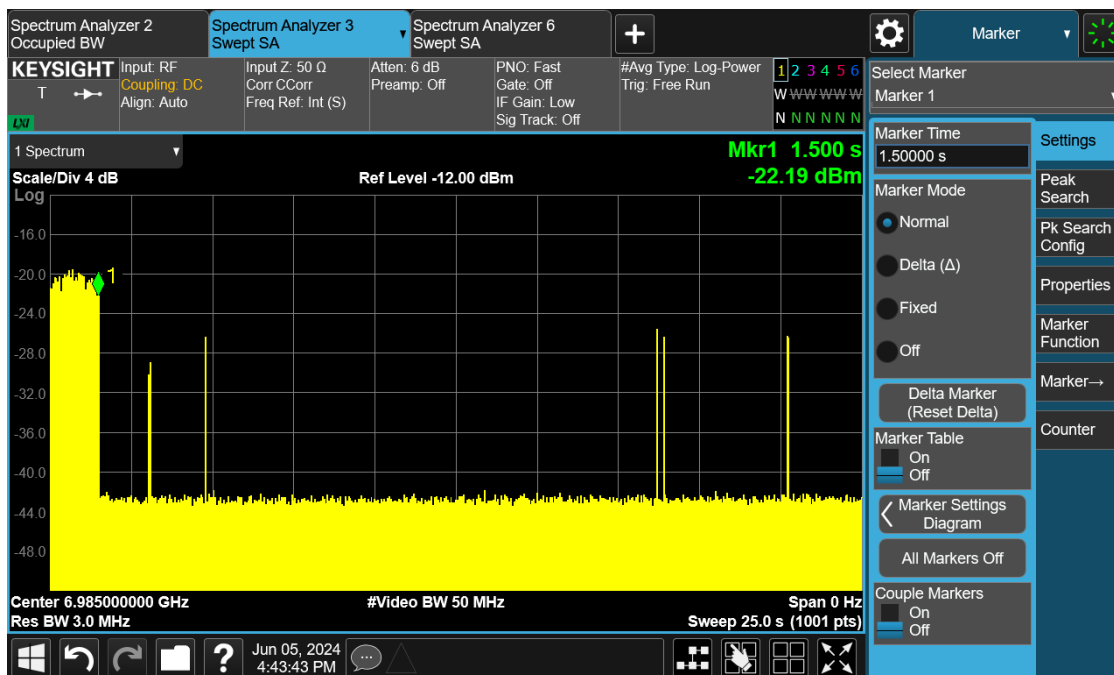 Spectrum Analyzer 2
Occupied BW
Spectrum Analyzer 3
Swept SA
Spectrum Analyzer 6
Swept SA
Marker
KEYSIGHT
T
LXI
Input: RF
Coupling: DC
Align: Auto
Input Z: 50 Ω
Corr CCorr
Freq Ref: Int (S)
Atten: 6 dB
Preamp: Off
PNO: Fast
Gate: Off
IF Gain: Low
Sig Track: Off
#Avg Type: Log-Power
Trig: Free Run
1 2 3 4 5 6
W W W W W W
N N N N N N
Select Marker
Marker 1
1 Spectrum
Mkr1 1.500 s
Scale/Div 4 dB
Ref Level -12.00 dBm
-22.19 dBm
Log
-16.0
-20.0
-24.0
-28.0
-32.0
-36.0
-40.0
-44.0
-48.0
1
Center 6.985000000 GHz
#Video BW 50 MHz
Span 0 Hz
Res BW 3.0 MHz
Sweep 25.0 s (1001 pts)
Marker Time
1.50000 s
Marker Mode
Normal
Delta (Δ)
Fixed
Off
Delta Marker
(Reset Delta)
Marker Table
On
Off
Marker Settings
Diagram
All Markers Off
Couple Markers
On
Off
Settings
Peak
Search
Pk Search
Config
Properties
Marker
Function
Marker→
Counter
?
Jun 05, 2024
4:43:43 PM